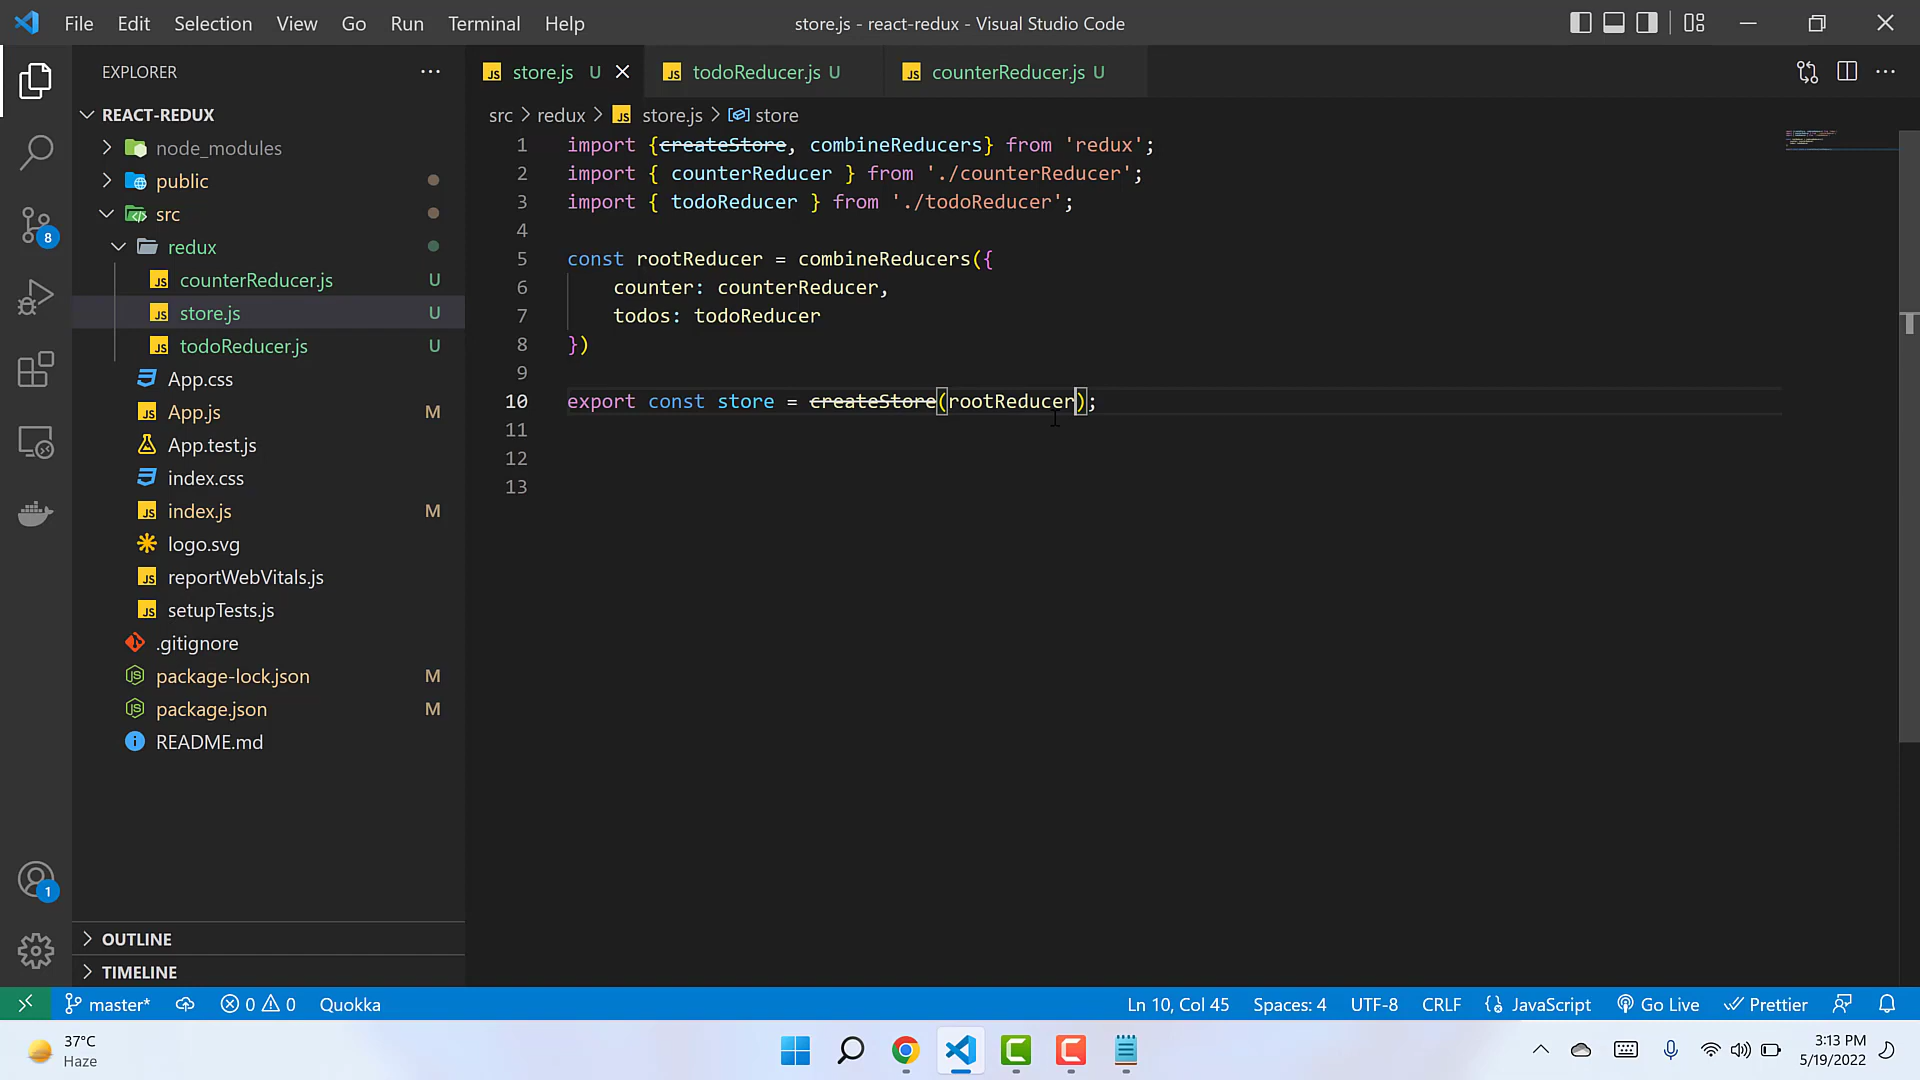 File Edit Selection View Go Run Terminal Help
store.js - react-redux - Visual Studio Code
EXPLORER
REACT-REDUX
node_modules
public
src
redux
counterReducer.js U
store.js U
todoReducer.js U
App.css
App.js M
App.test.js
index.css
index.js M
logo.svg
reportWebVitals.js
setupTests.js
.gitignore
package-lock.json M
package.json M
README.md
OUTLINE
TIMELINE
8
1
store.js U
todoReducer.js U
counterReducer.js U
src > redux > store.js > store
1 import {createStore, combineReducers} from 'redux';
2 import { counterReducer } from './counterReducer';
3 import { todoReducer } from './todoReducer';
4
5 const rootReducer = combineReducers({
6 counter: counterReducer,
7 todos: todoReducer
8 })
9
10 export const store = createStore(rootReducer);
11
12
13
master* 0 0 Quokka
Ln 10, Col 45 Spaces: 4 UTF-8 CRLF JavaScript Go Live Prettier
37°C
Haze
3:13 PM
5/19/2022